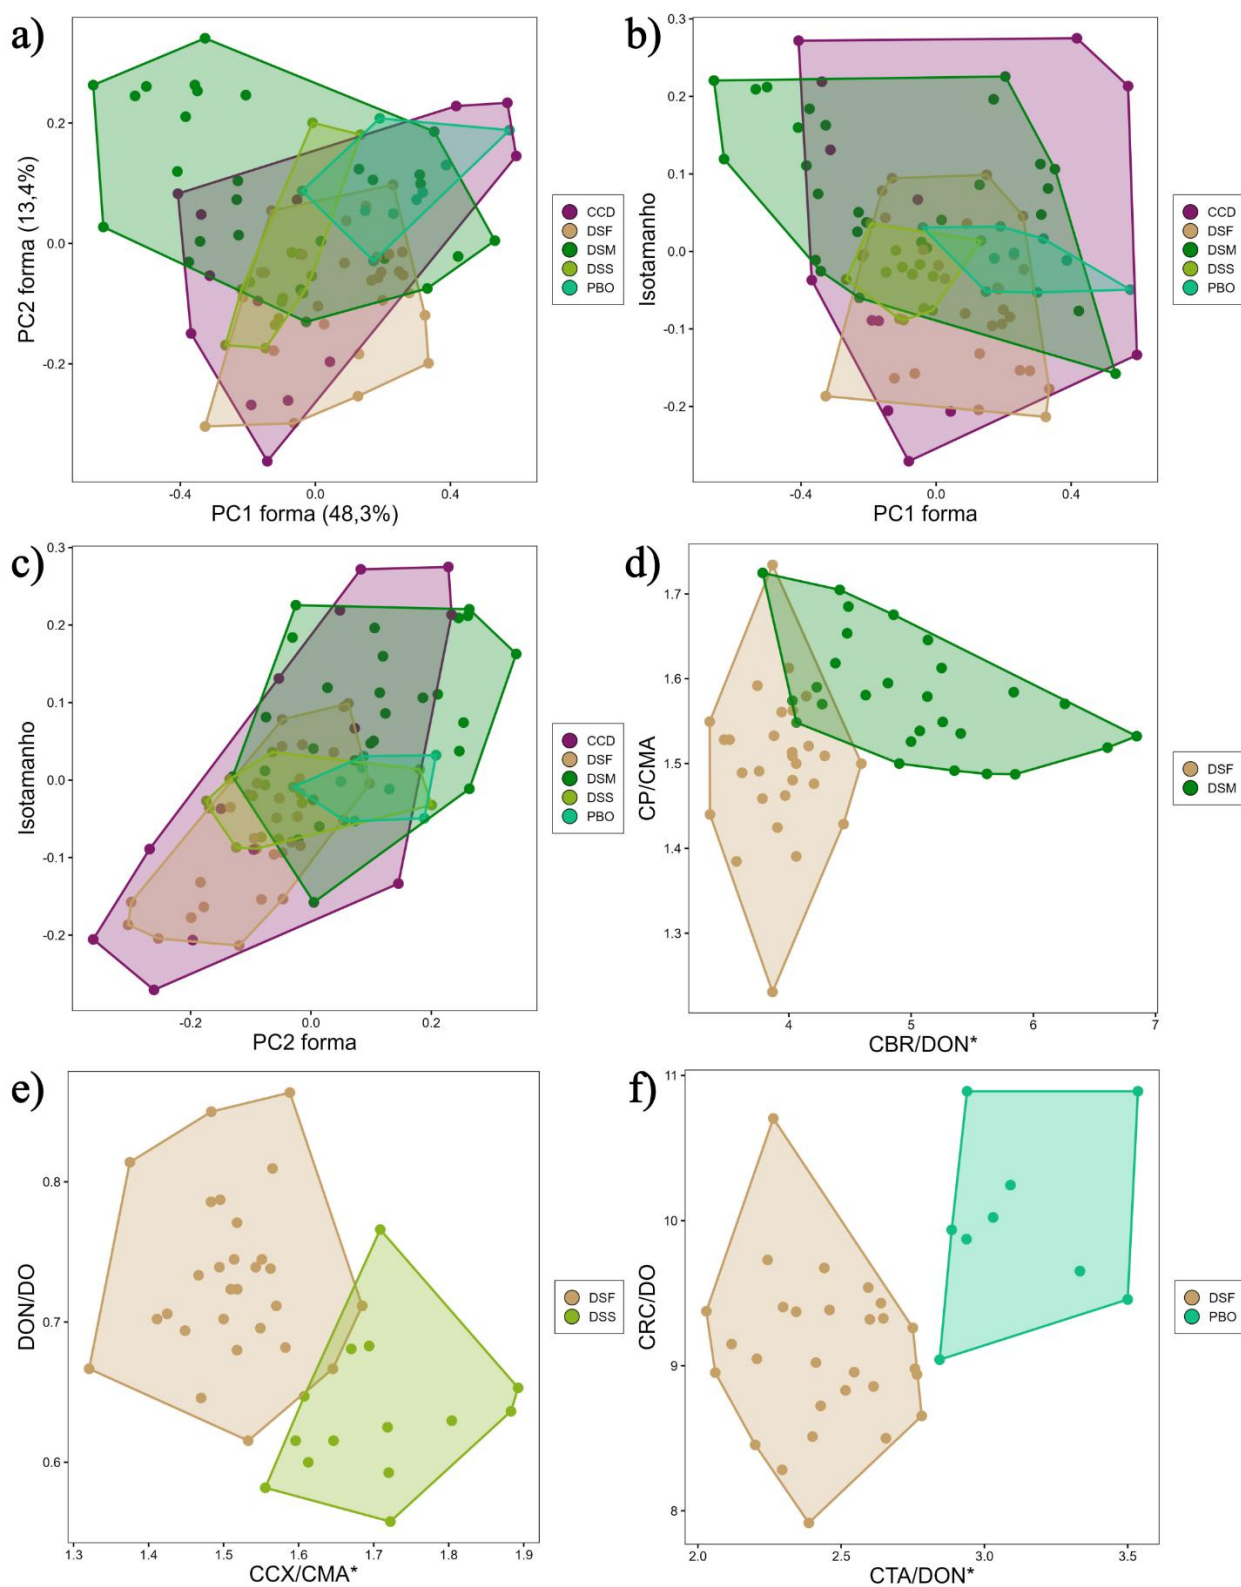 a)
0.2
0.0
-0.2
PC2 forma (13,4%)
-0.4
0.0
0.4
PC1 forma (48,3%)
CCD
DSF
DSM
DSS
PBO
b)
0.3
0.2
0.1
0.0
-0.1
-0.2
Isotamanho
-0.4
0.0
0.4
PC1 forma
CCD
DSF
DSM
DSS
PBO
c)
0.3
0.2
0.1
0.0
-0.1
-0.2
Isotamanho
-0.2
0.0
0.2
PC2 forma
CCD
DSF
DSM
DSS
PBO
d)
1.7
1.6
1.5
1.4
1.3
CP/CMA
4
5
6
7
CBR/DON*
DSF
DSM
e)
0.8
0.7
0.6
DON/DO
1.3
1.4
1.5
1.6
1.7
1.8
1.9
CCX/CMA*
DSF
DSS
f)
11
10
9
8
CRC/DO
2.0
2.5
3.0
3.5
CTA/DON*
DSF
PBO